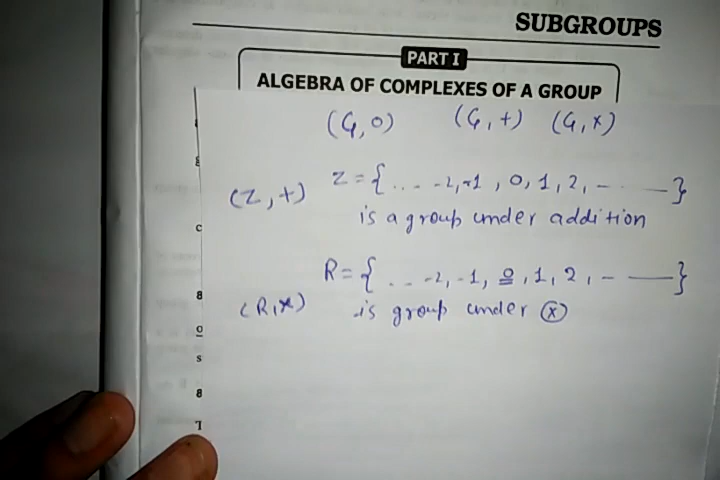 SUBGROUPS
PART I
ALGEBRA OF COMPLEXES OF A GROUP
(G, 0) (G, +) (G, x)
(Z, +) Z = { ... -2, -1, 0, 1, 2, - - — }
is a group under addition
R = { .. -2, -1, 0, 1, 2, - — }
(R, x) is group under ⓧ